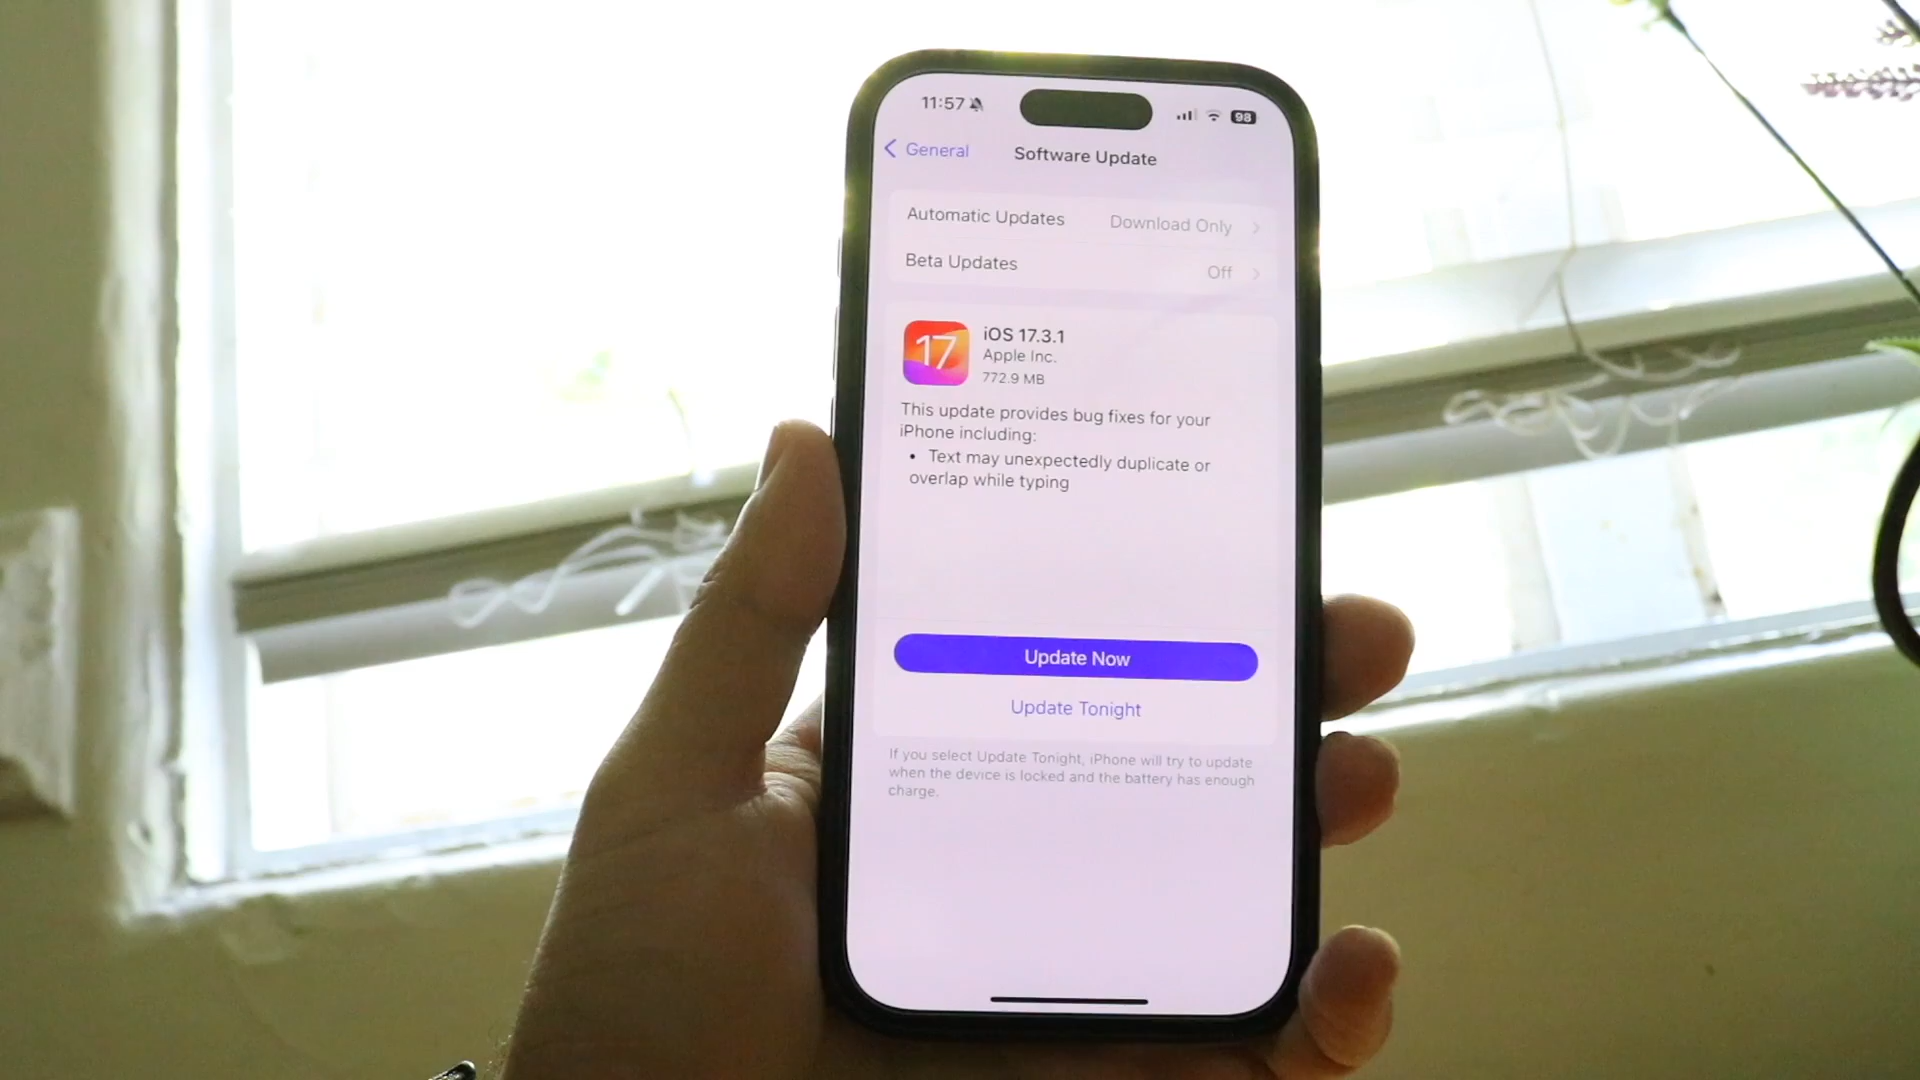 11:57
98
General
Software Update
Automatic Updates Download Only
Beta Updates Off
17
iOS 17.3.1
Apple Inc.
772.9 MB
This update provides bug fixes for your
iPhone including:
• Text may unexpectedly duplicate or
overlap while typing
Update Now
Update Tonight
If you select Update Tonight, iPhone will try to update
when the device is locked and the battery has enough
charge.